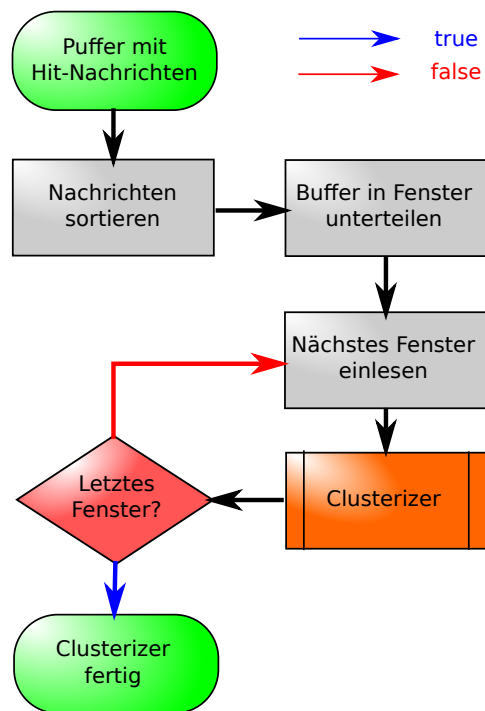 Puffer mit
Hit-Nachrichten
true
false
Nachrichten
sortieren
Buffer in Fenster
unterteilen
Nächstes Fenster
einlesen
Letztes
Fenster?
Clusterizer
Clusterizer
fertig